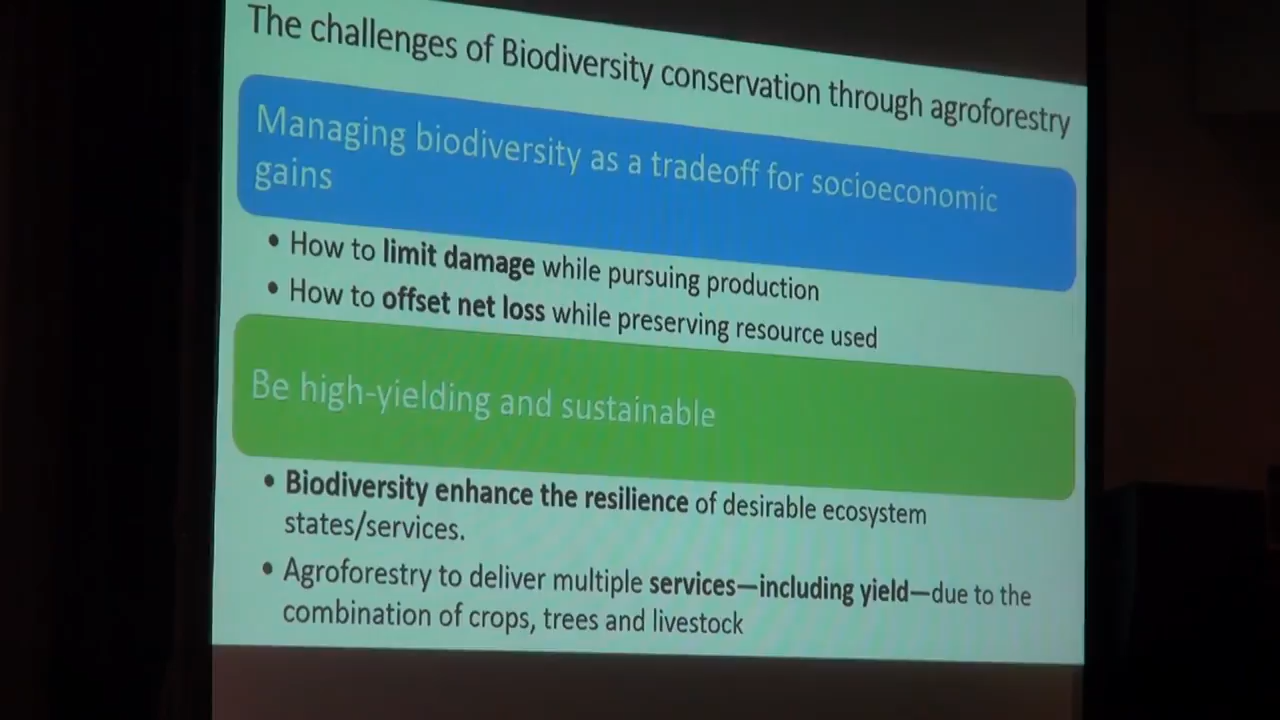 The challenges of Biodiversity conservation through agroforestry
Managing biodiversity as a tradeoff for socioeconomic
gains
• How to limit damage while pursuing production
• How to offset net loss while preserving resource used
Be high-yielding and sustainable
• Biodiversity enhance the resilience of desirable ecosystem
states/services.
• Agroforestry to deliver multiple services—including yield—due to the
combination of crops, trees and livestock